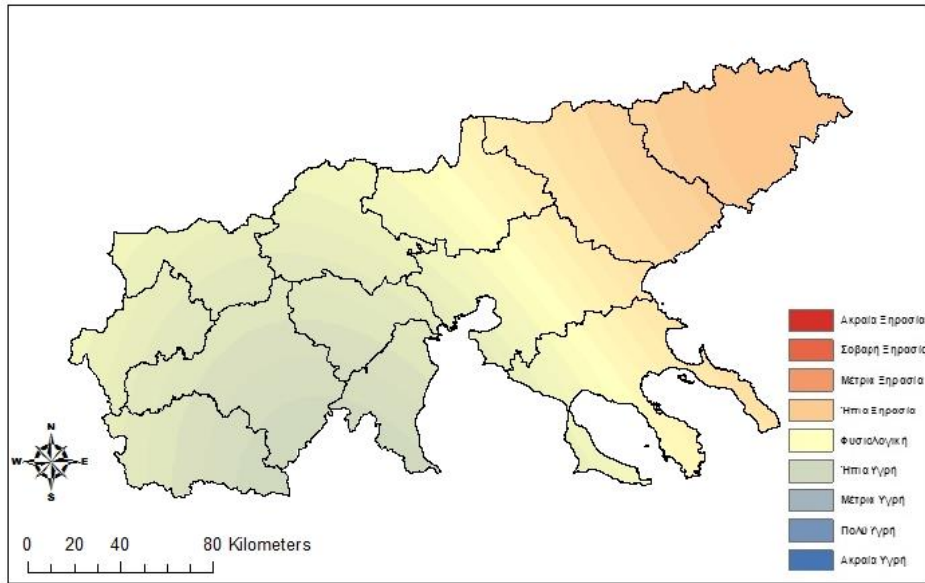 Ακραία Ξηρασία
Σοβαρή Ξηρασία
Μέτρια Ξηρασία
Ήπια Ξηρασία
Φυσιολογική
Ήπια Υγρή
Μέτρια Υγρή
Πολύ Υγρή
Ακραία Υγρή
N
W E
S
0 20 40 80 Kilometers